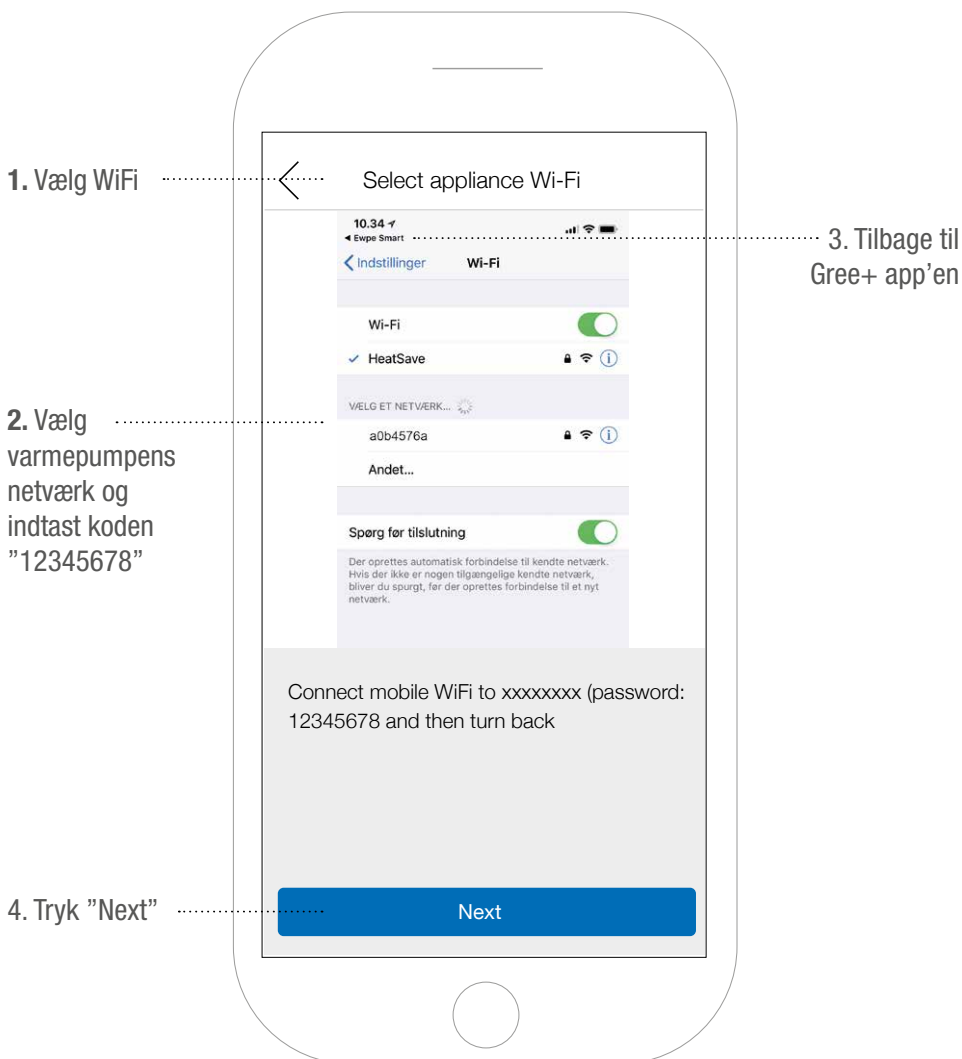 1. Vælg WiFi
Select appliance Wi-Fi
10.34
Ewpe Smart
3. Tilbage til
Gree+ app’en
Indstillinger
Wi-Fi
Wi-Fi
HeatSave
2. Vælg
varmepumpens
netværk og
indtast koden
”12345678”
VÆLG ET NETVÆRK...
a0b4576a
Andet...
Spørg før tilslutning
Der oprettes automatisk forbindelse til kendte netværk.
Hvis der ikke er nogen tilgængelige kendte netværk,
bliver du spurgt, før der oprettes forbindelse til et nyt
netværk.
Connect mobile WiFi to xxxxxxxx (password:
12345678 and then turn back
4. Tryk ”Next”
Next